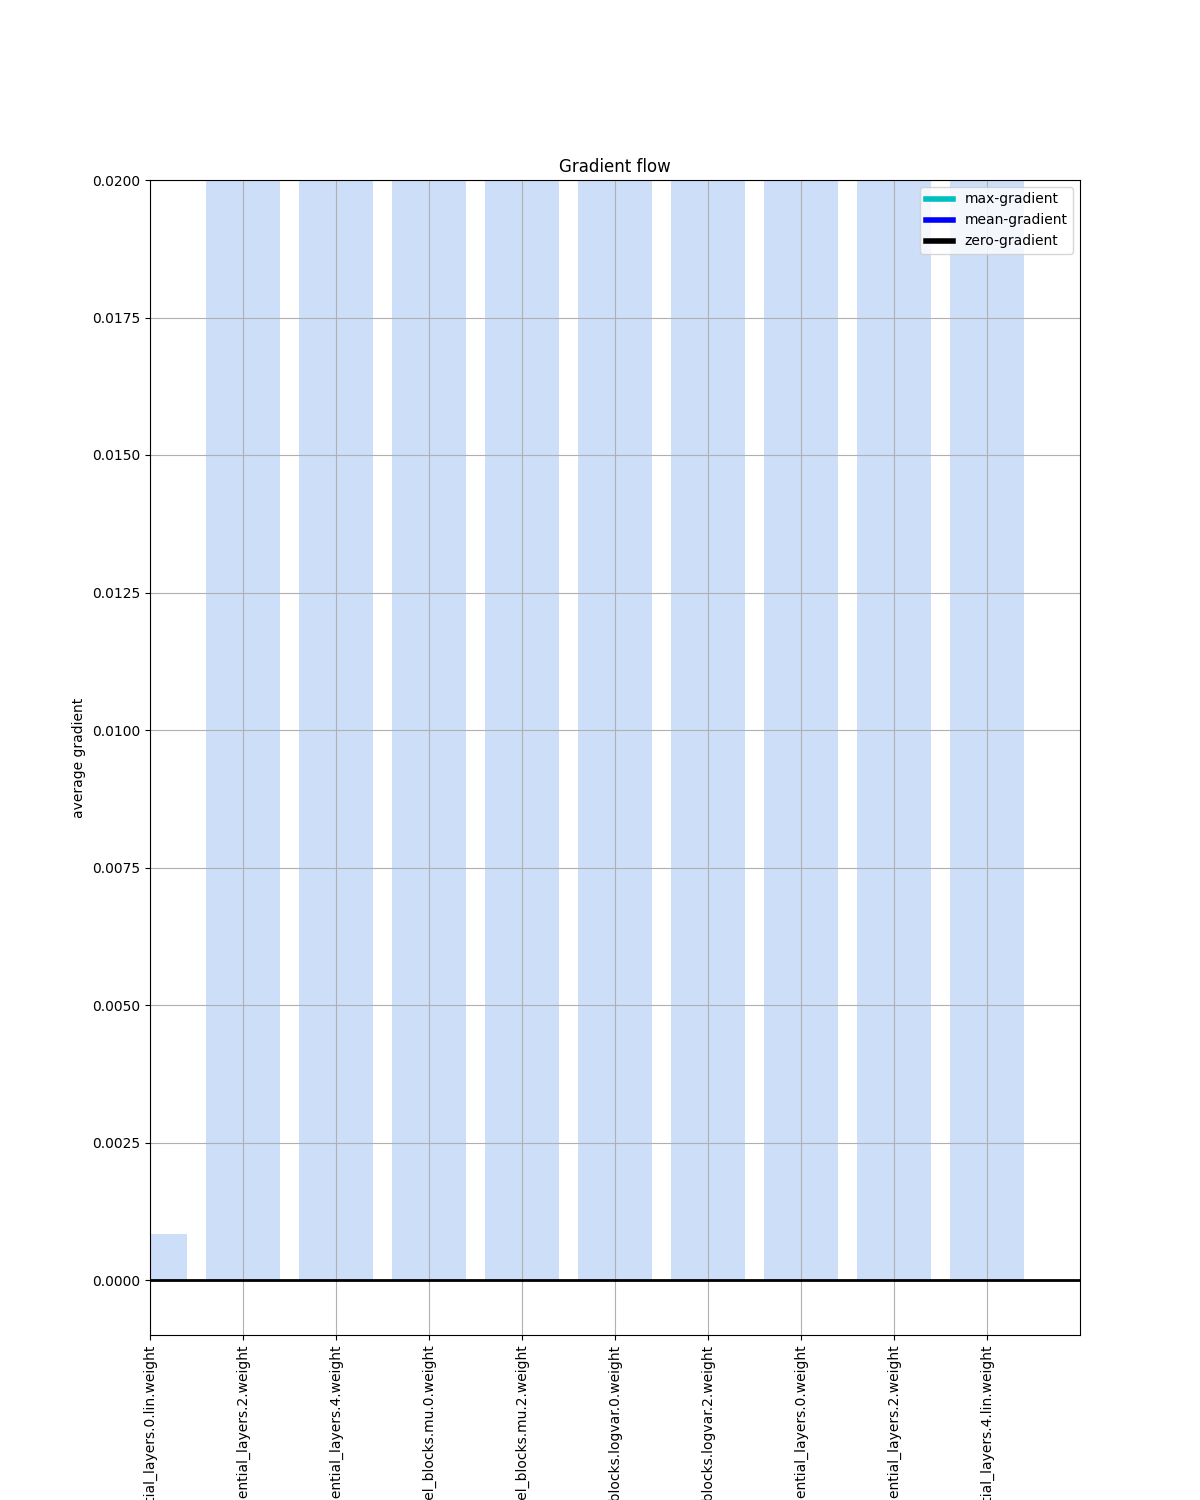 Gradient flow
max-gradient
mean-gradient
zero-gradient
0.0200
0.0175
0.0150
0.0125
0.0100
0.0075
0.0050
0.0025
0.0000
average gradient
tial_layers.0.lin.weight
ential_layers.2.weight
ential_layers.4.weight
el_blocks.mu.0.weight
el_blocks.mu.2.weight
blocks.logvar.0.weight
blocks.logvar.2.weight
ential_layers.0.weight
ential_layers.2.weight
tial_layers.4.lin.weight